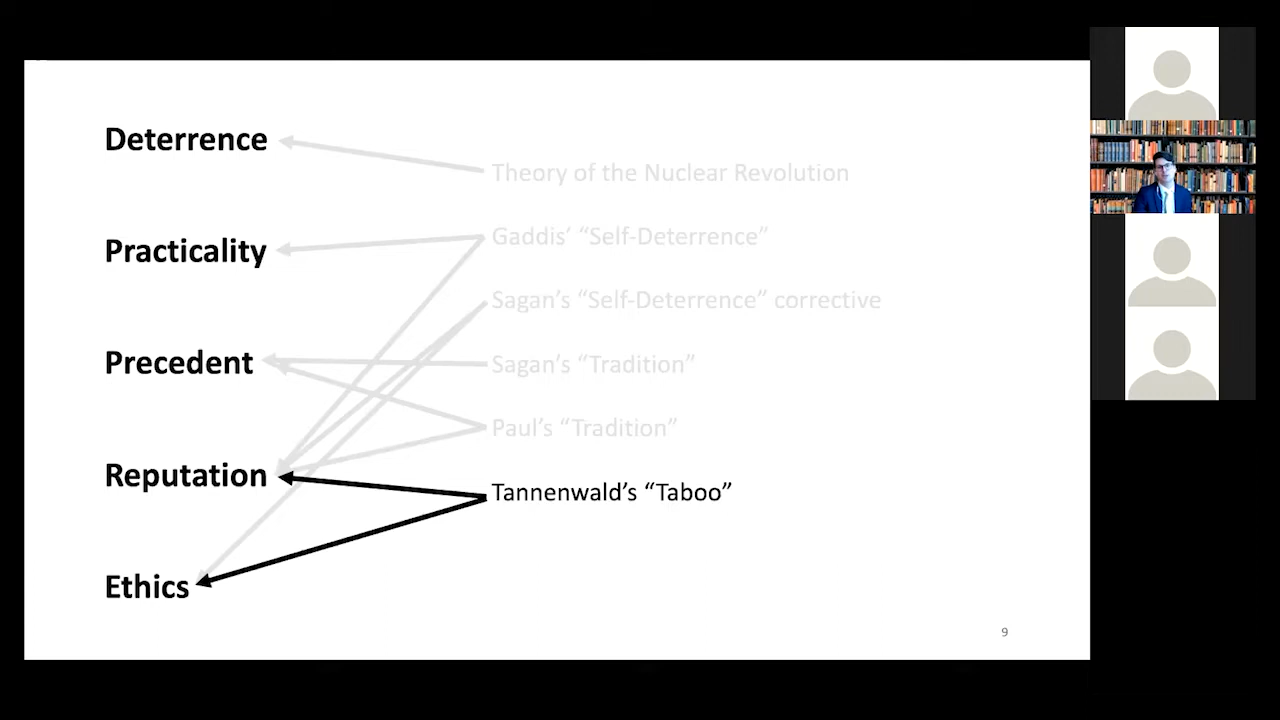 Deterrence
Theory of the Nuclear Revolution
Gaddis’ “Self-Deterrence”
Practicality
Sagan’s “Self-Deterrence” corrective
Precedent
Sagan’s “Tradition”
Paul’s “Tradition”
Reputation
Tannenwald’s “Taboo”
Ethics
9